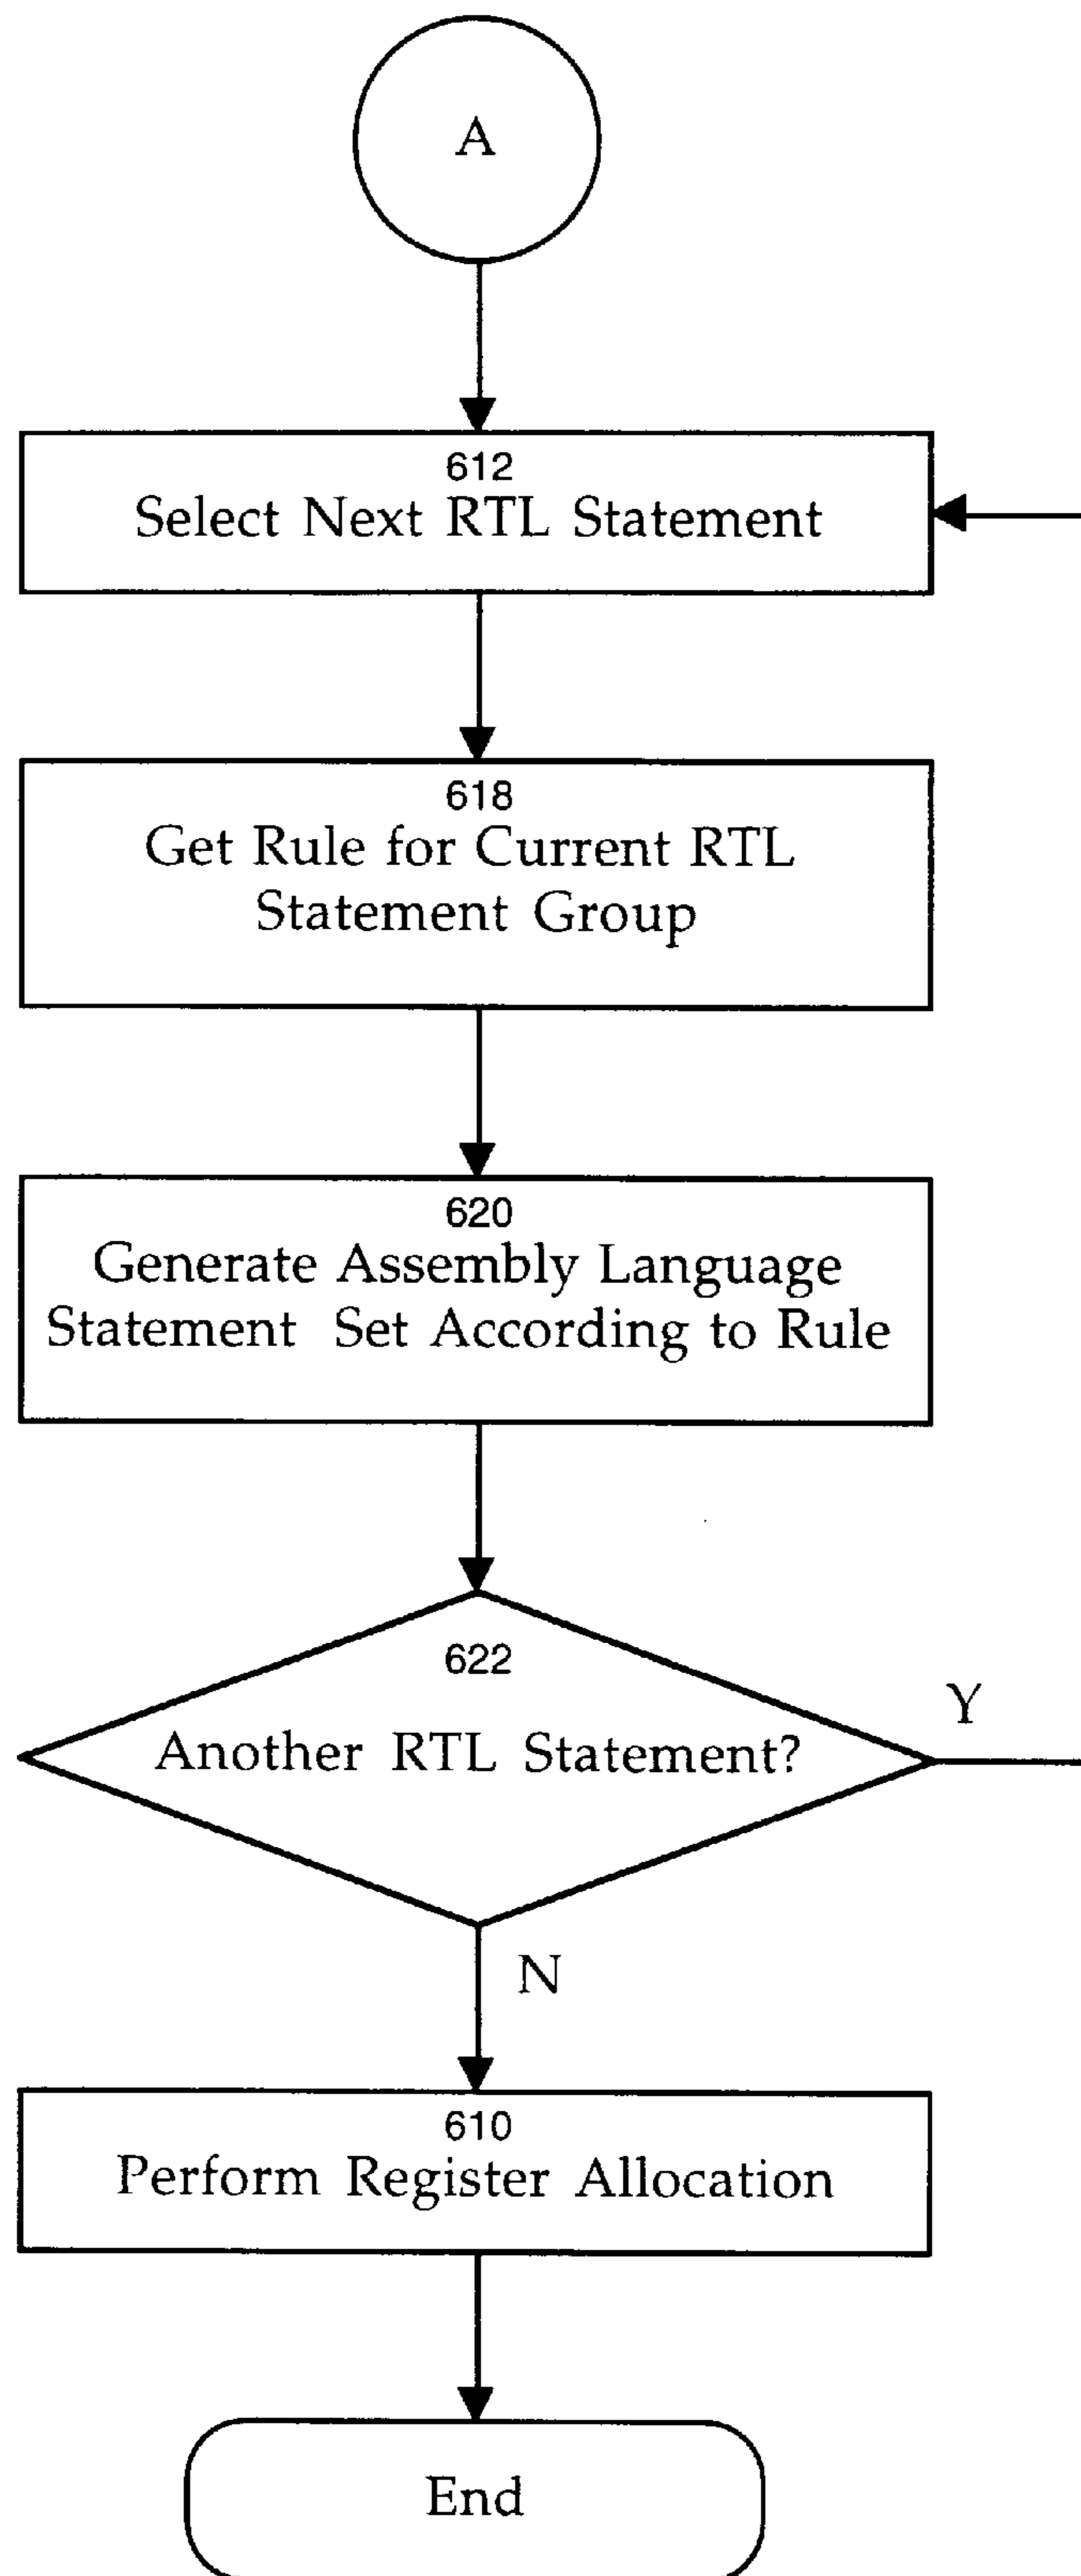 A
612
Select Next RTL Statement
618
Get Rule for Current RTL
Statement Group
620
Generate Assembly Language
Statement Set According to Rule
622
Another RTL Statement?
Y
N
610
Perform Register Allocation
End